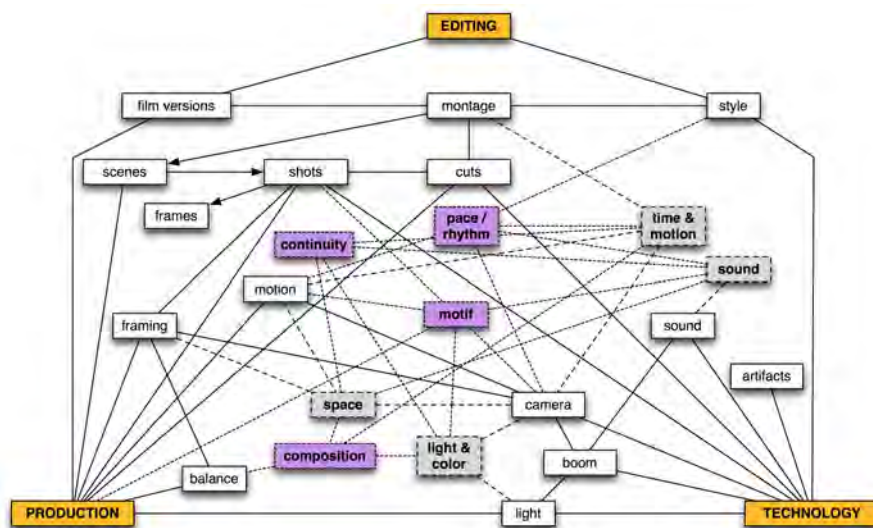 EDITING
film versions
montage
style
scenes
shots
cuts
frames
pace /
rhythm
time &
motion
continuity
sound
motion
motif
framing
sound
artifacts
space
camera
composition
light &
color
boom
balance
PRODUCTION
light
TECHNOLOGY